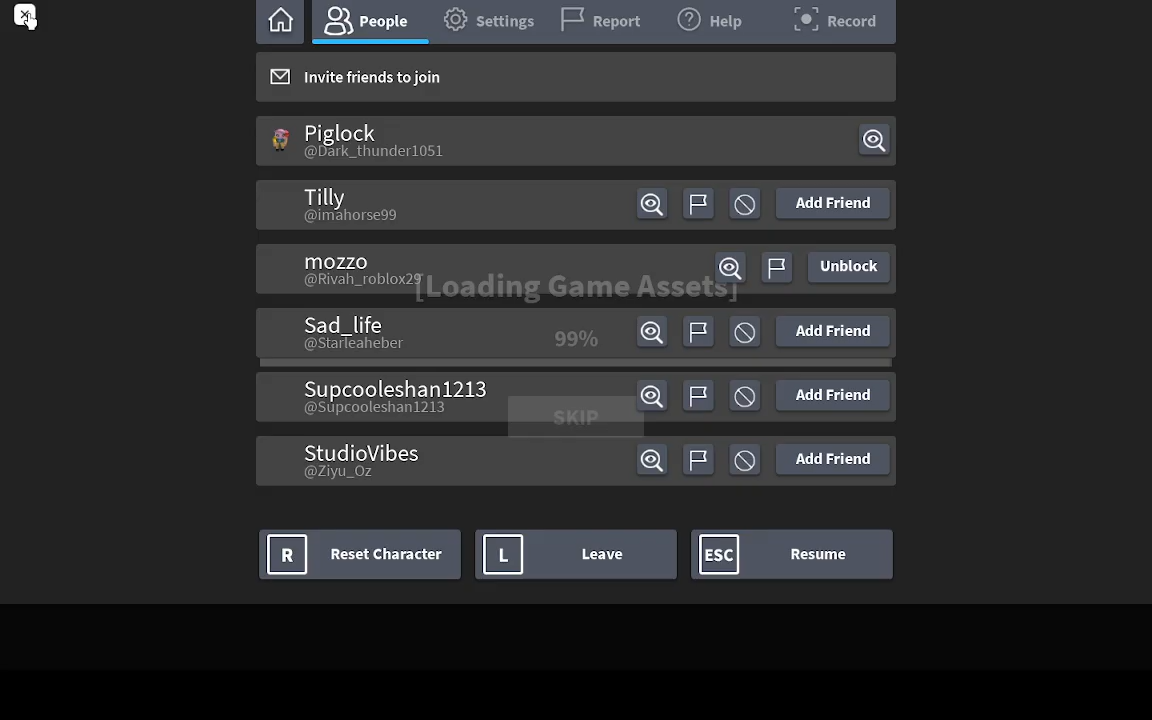 People Settings Report Help Record
Invite friends to join
Piglock
@Dark_thunder1051
Tilly
@imahorse99
Add Friend
mozzo
@Rivah_roblox29
Unblock
[Loading Game Assets]
Sad_life
@Starleaheber
Add Friend
99%
Supcooleshan1213
@Supcooleshan1213
Add Friend
SKIP
StudioVibes
@Ziyu_Oz
Add Friend
R Reset Character L Leave ESC Resume